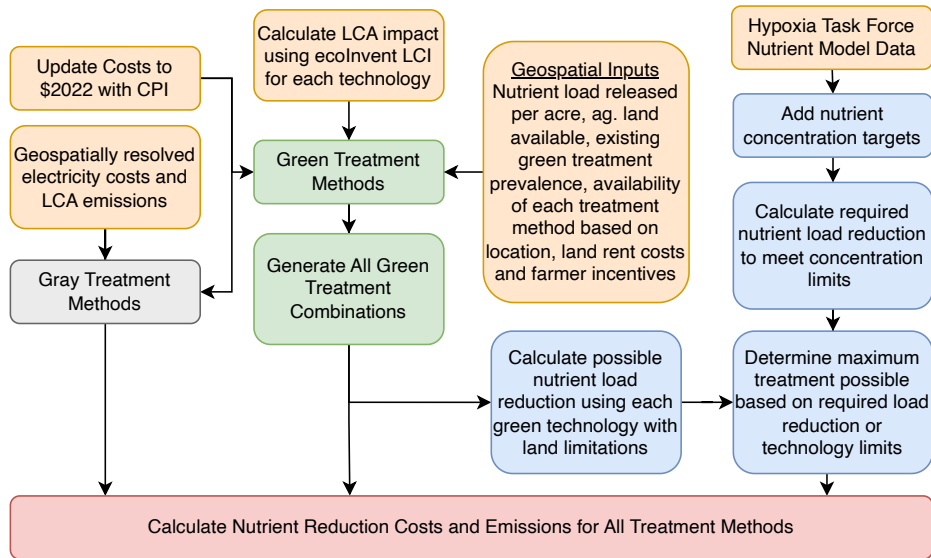 Update Costs to
$2022 with CPI
Calculate LCA impact
using ecoInvent LCI
for each technology
Geospatial Inputs
Nutrient load released
per acre, ag. land
available, existing
green treatment
prevalence, availability
of each treatment
method based on
location, land rent costs
and farmer incentives
Hypoxia Task Force
Nutrient Model Data
Geospatially resolved
electricity costs and
LCA emissions
Green Treatment
Methods
Add nutrient
concentration targets
Gray Treatment
Methods
Generate All Green
Treatment
Combinations
Calculate required
nutrient load reduction
to meet concentration
limits
Calculate possible
nutrient load
reduction using each
green technology with
land limitations
Determine maximum
treatment possible
based on required load
reduction or
technology limits
Calculate Nutrient Reduction Costs and Emissions for All Treatment Methods